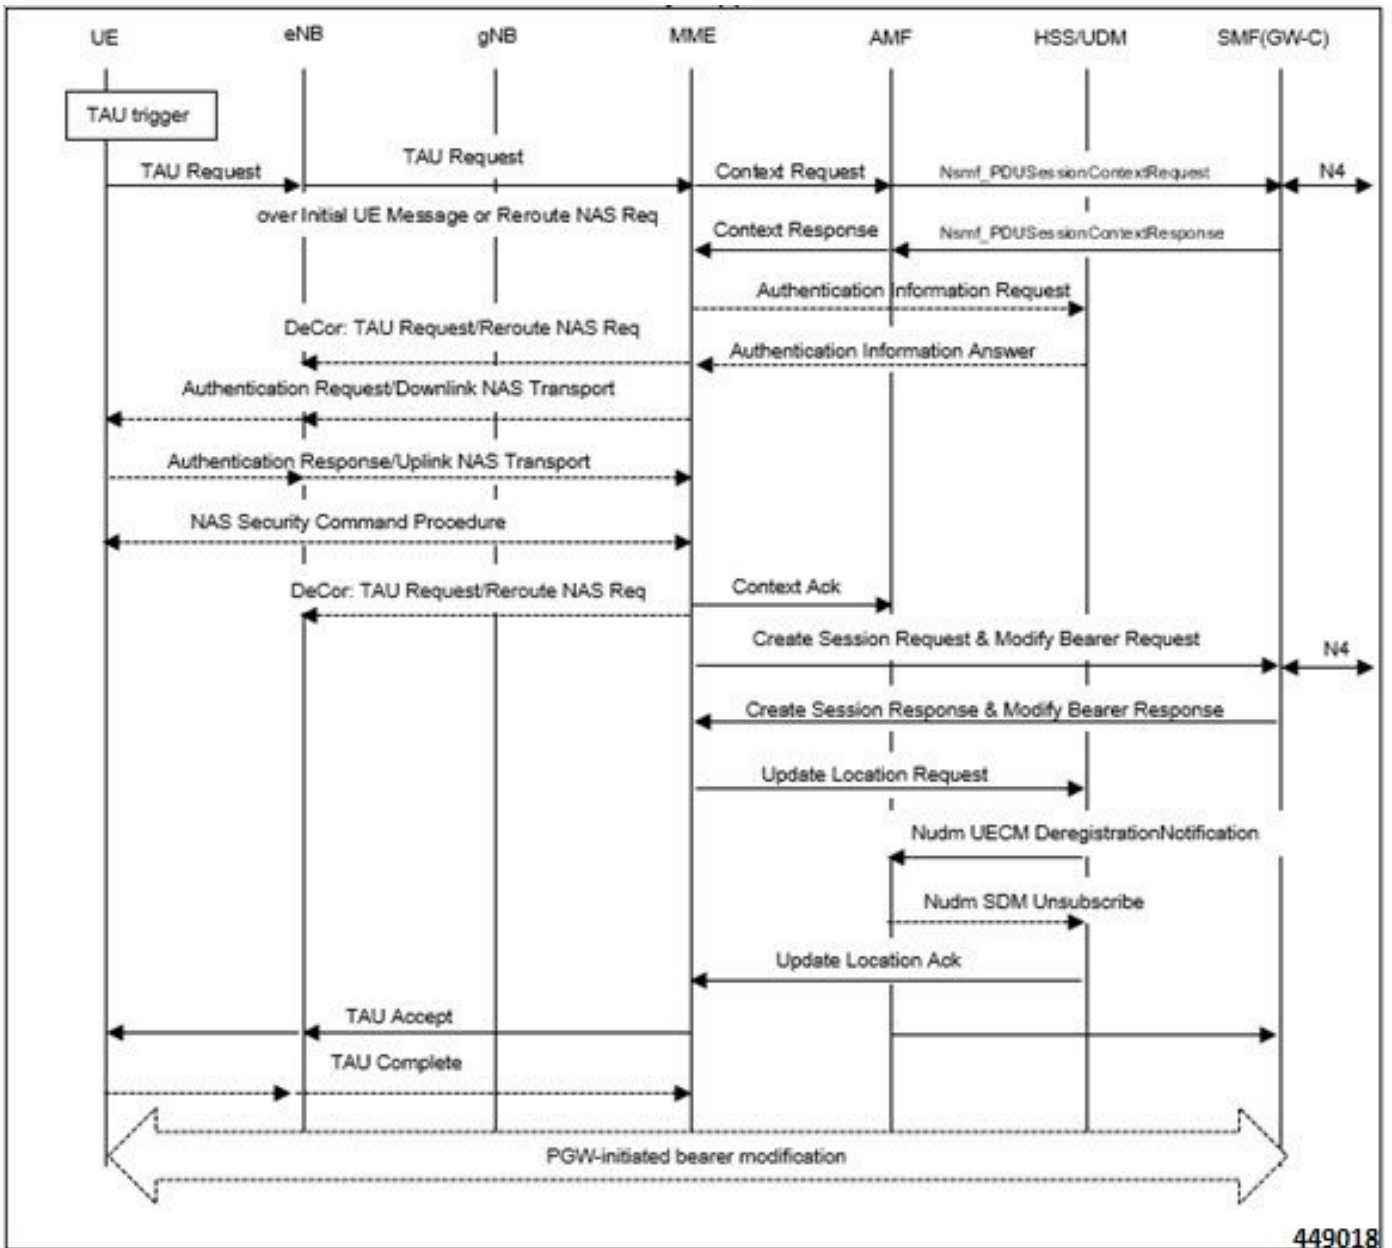 UE eNB gNB MME AMF HSS/UDM SMF(GW-C)
TAU trigger
TAU Request
TAU Request
Context Request
Nsmf_PDUSessionContextRequest
N4
over Initial UE Message or Reroute NAS Req
Context Response
Nsmf_PDUSessionContextResponse
Authentication Information Request
DeCor: TAU Request/Reroute NAS Req
Authentication Information Answer
Authentication Request/Downlink NAS Transport
Authentication Response/Uplink NAS Transport
NAS Security Command Procedure
DeCor: TAU Request/Reroute NAS Req
Context Ack
Create Session Request & Modify Bearer Request
N4
Create Session Response & Modify Bearer Response
Update Location Request
Nudm UECM DeregistrationNotification
Nudm SDM Unsubscribe
Update Location Ack
TAU Accept
TAU Complete
PGW-initiated bearer modification
449018